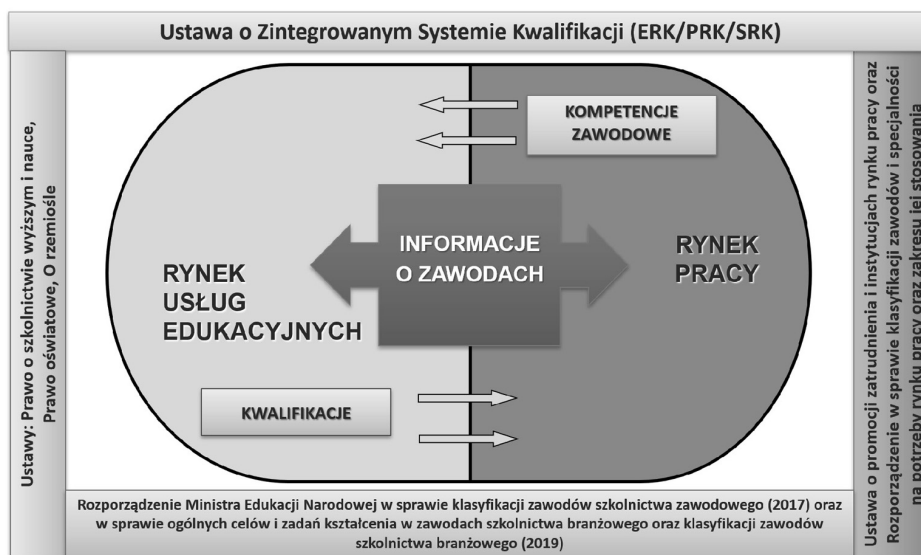 Ustawa o Zintegrowanym Systemie Kwalifikacji (ERK/PRK/SRK)
Ustawy: Prawo o szkolnictwie wyższym i nauce,
Prawo oświatowe, O rzemiośle
KOMPETENCJE
ZAWODOWE
INFORMACJE
O ZAWODACH
RYNEK
USŁUG
EDUKACYJNYCH
RYNEK
PRACY
KWALIFIKACJE
Ustawa o promocji zatrudnienia i instytucjach rynku pracy oraz
Rozporządzenie w sprawie klasyfikacji zawodów i specjalności
na potrzeby rynku pracy oraz zakresu jej stosowania
Rozporządzenie Ministra Edukacji Narodowej w sprawie klasyfikacji zawodów szkolnictwa zawodowego (2017) oraz
w sprawie ogólnych celów i zadań kształcenia w zawodach szkolnictwa branżowego oraz klasyfikacji zawodów
szkolnictwa branżowego (2019)